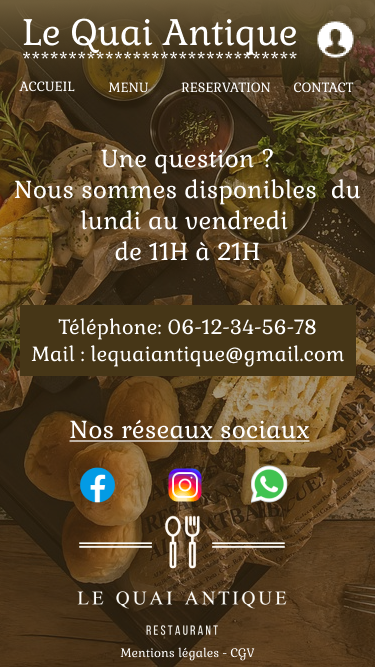 Le Quai Antique
****************************
ACCUEIL MENU RESERVATION CONTACT
Une question ?
Nous sommes disponibles du
lundi au vendredi
de 11H à 21H
Téléphone: 06-12-34-56-78
Mail : lequaiantique@gmail.com
Nos réseaux sociaux
LE QUAI ANTIQUE
RESTAURANT
Mentions légales - CGV